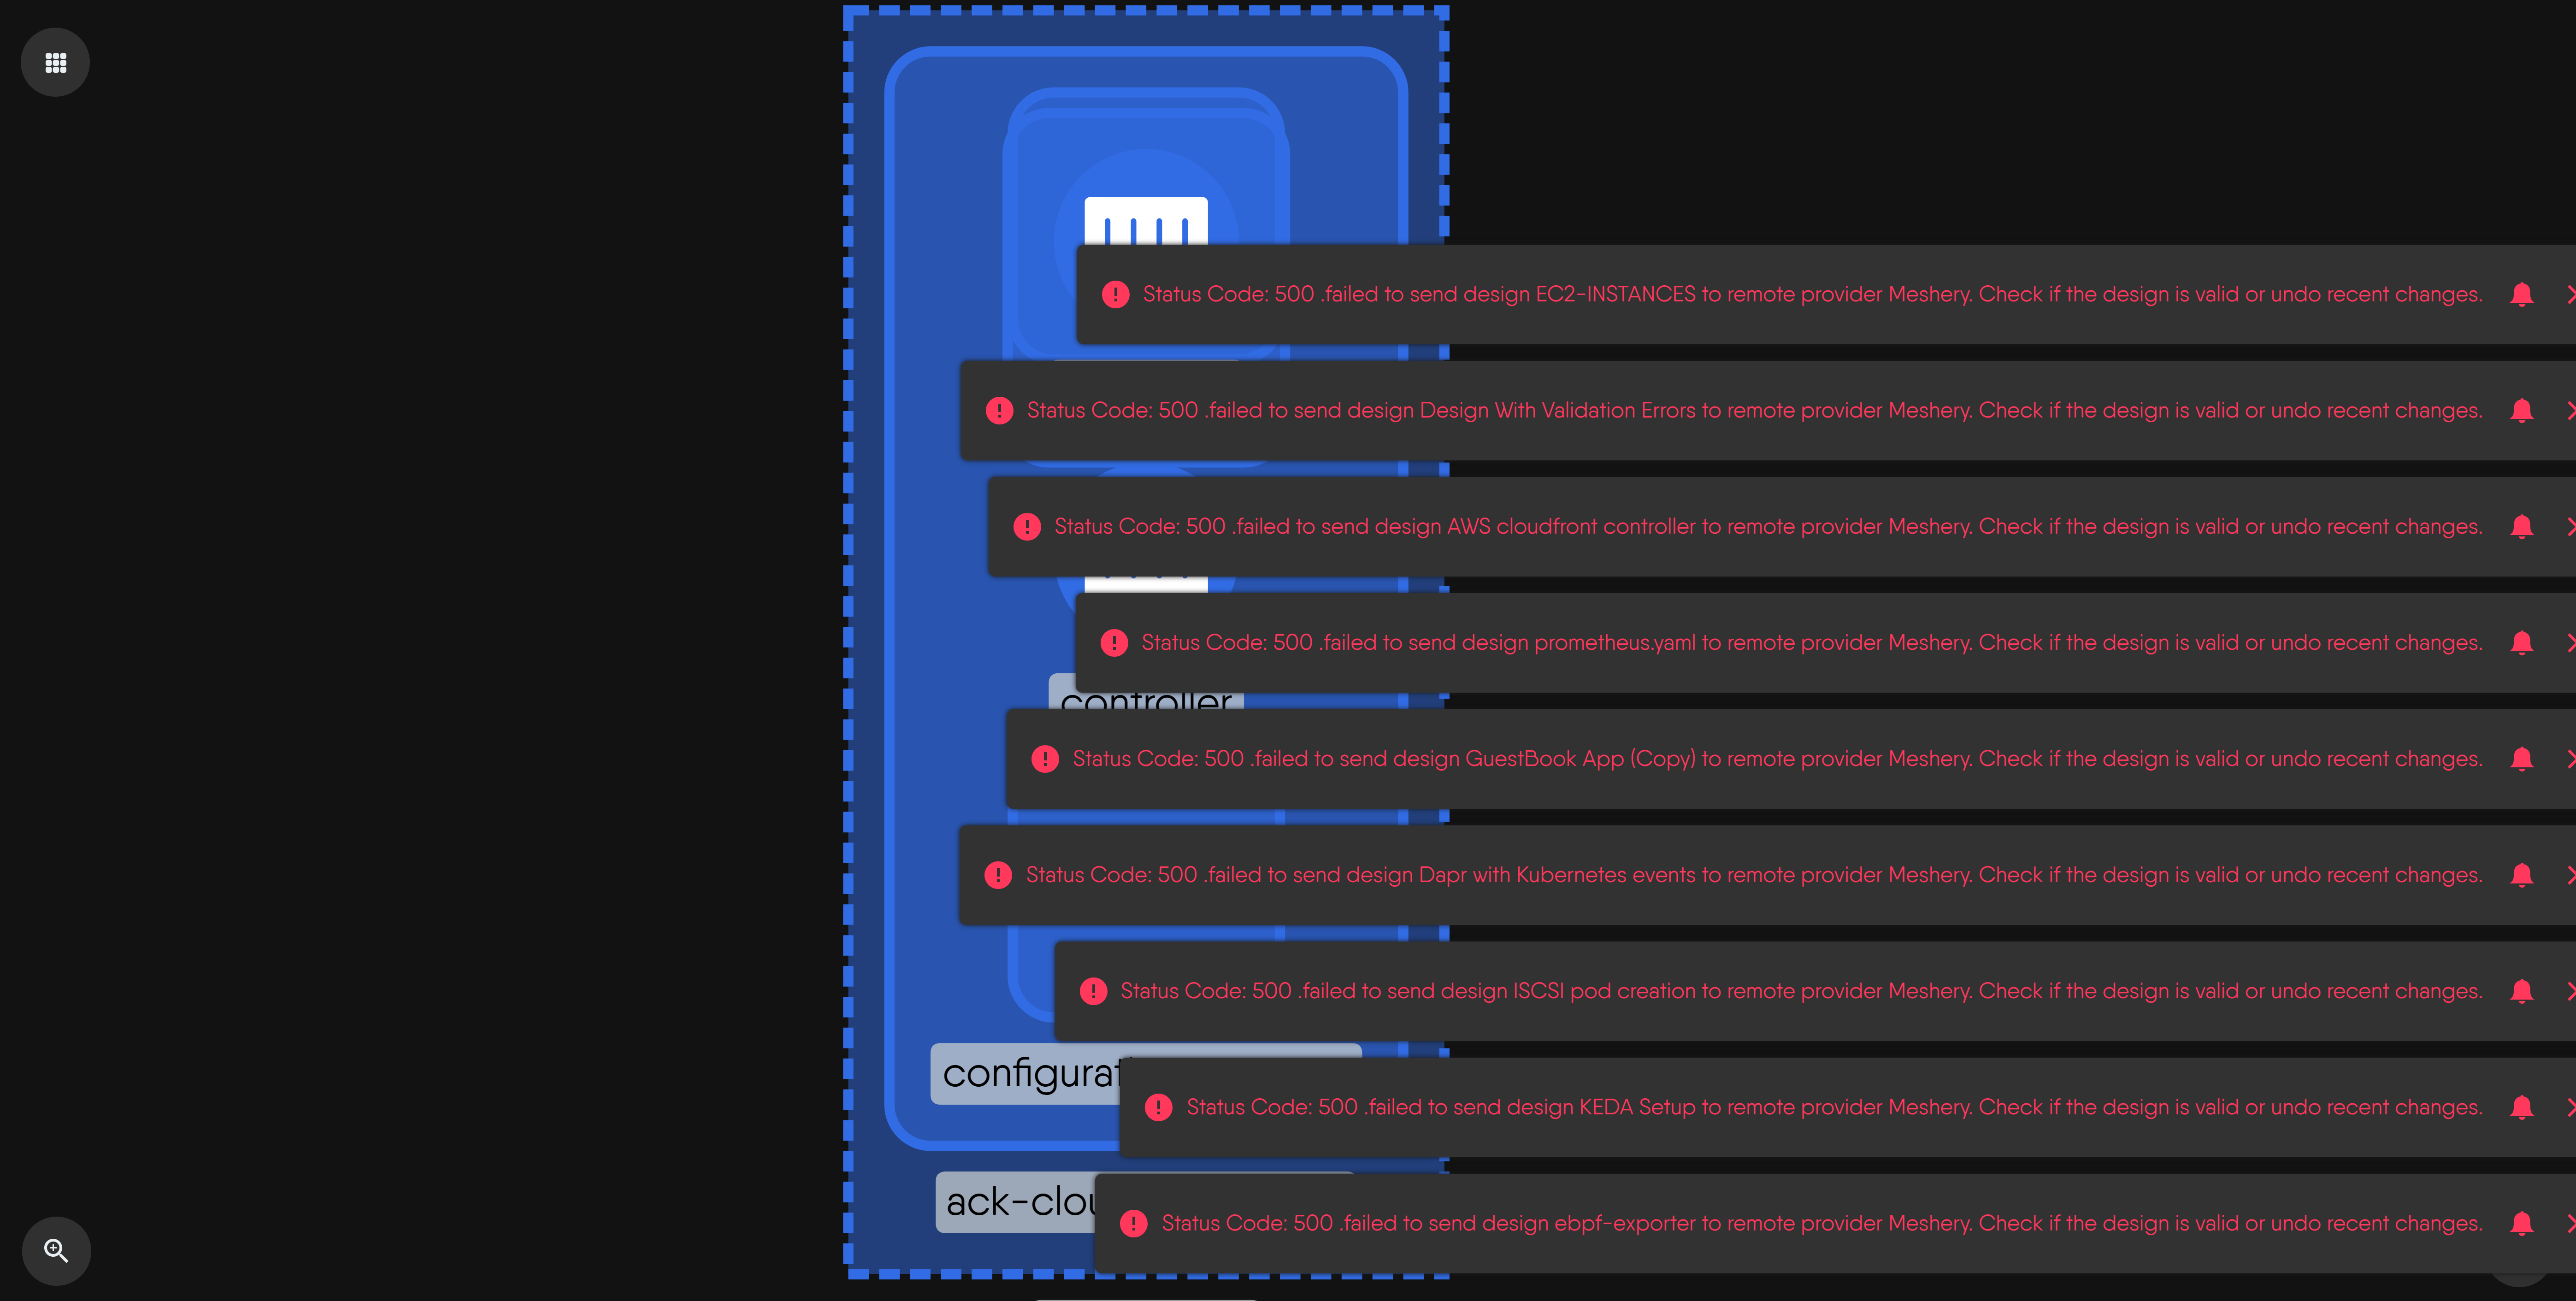 Status Code: 500 .failed to send design EC2-INSTANCES to remote provider Meshery. Check if the design is valid or undo recent changes.
Status Code: 500 .failed to send design Design With Validation Errors to remote provider Meshery. Check if the design is valid or undo recent changes.
Status Code: 500 .failed to send design AWS cloudfront controller to remote provider Meshery. Check if the design is valid or undo recent changes.
Status Code: 500 .failed to send design prometheus.yaml to remote provider Meshery. Check if the design is valid or undo recent changes.
controller
Status Code: 500 .failed to send design GuestBook App (Copy) to remote provider Meshery. Check if the design is valid or undo recent changes.
Status Code: 500 .failed to send design Dapr with Kubernetes events to remote provider Meshery. Check if the design is valid or undo recent changes.
Status Code: 500 .failed to send design ISCSI pod creation to remote provider Meshery. Check if the design is valid or undo recent changes.
configurat
Status Code: 500 .failed to send design KEDA Setup to remote provider Meshery. Check if the design is valid or undo recent changes.
ack-clou
Status Code: 500 .failed to send design ebpf-exporter to remote provider Meshery. Check if the design is valid or undo recent changes.